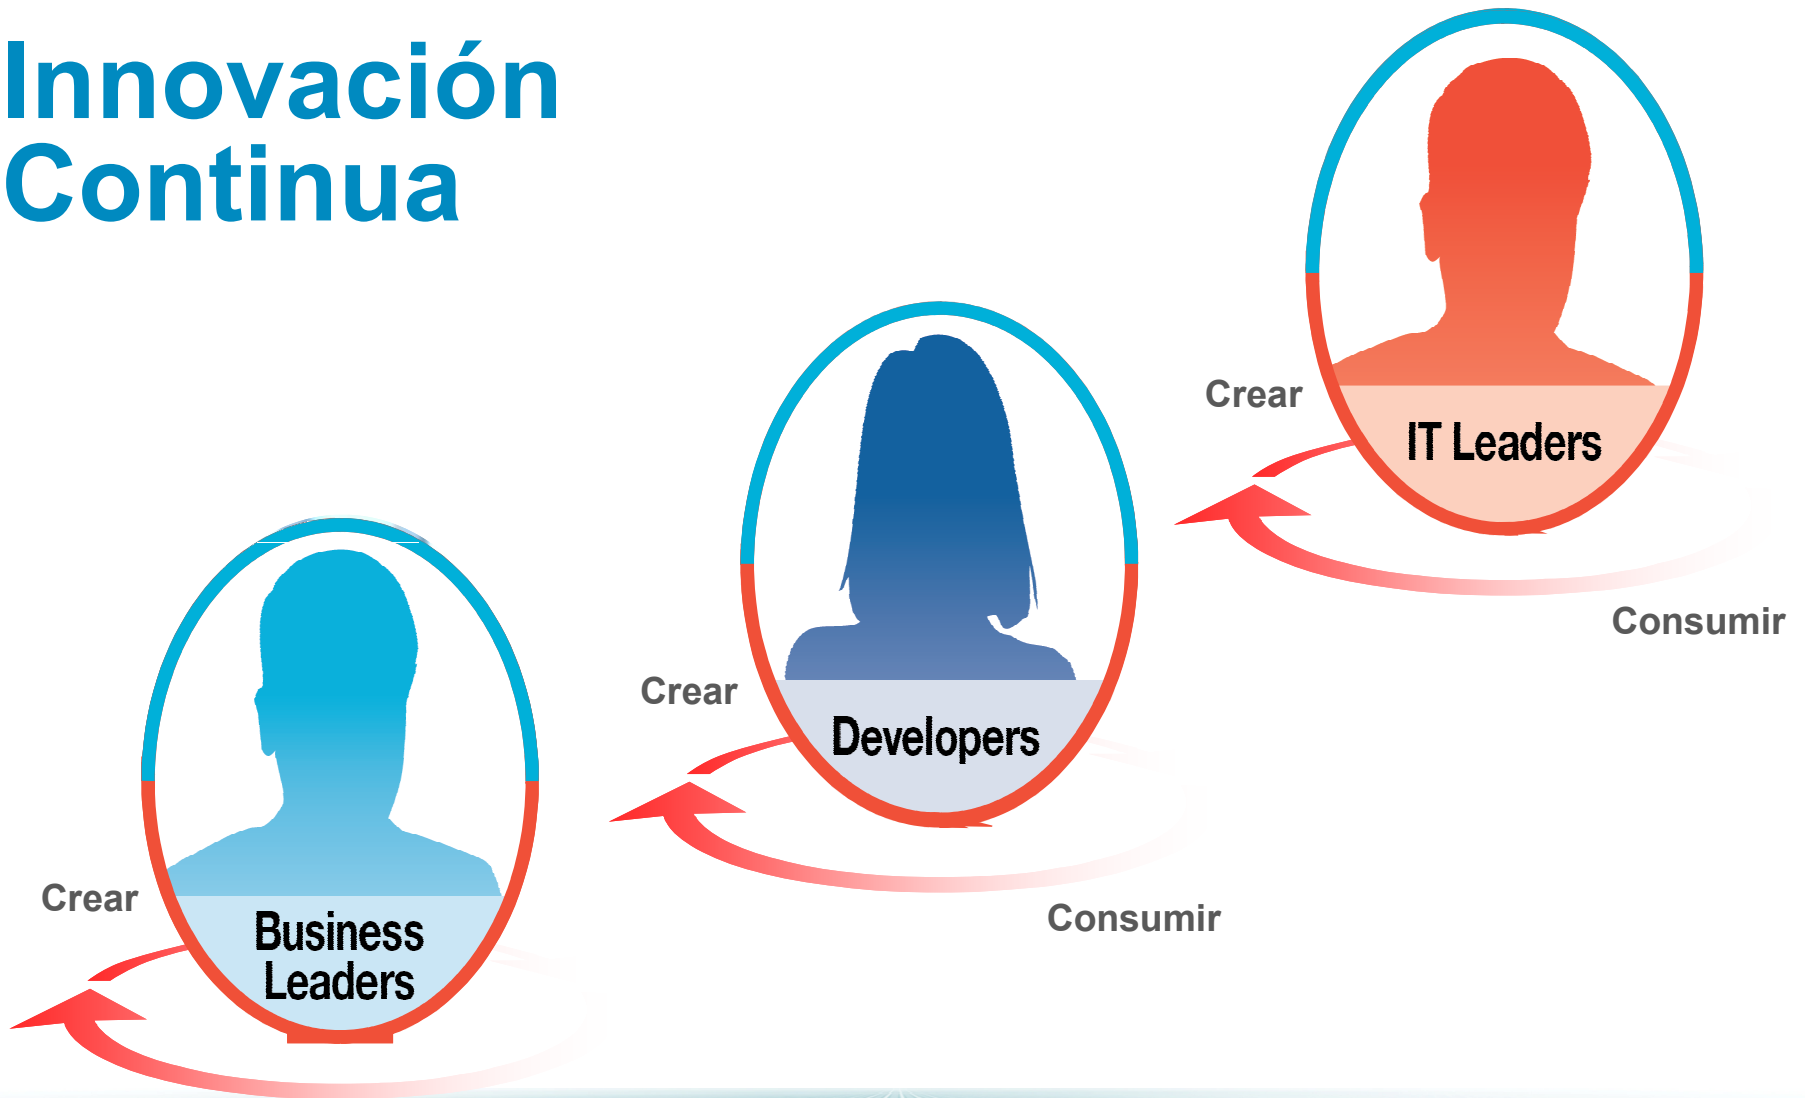 Innovación
Continua
Crear
IT Leaders
Consumir
Crear
Developers
Consumir
Crear
Business
Leaders